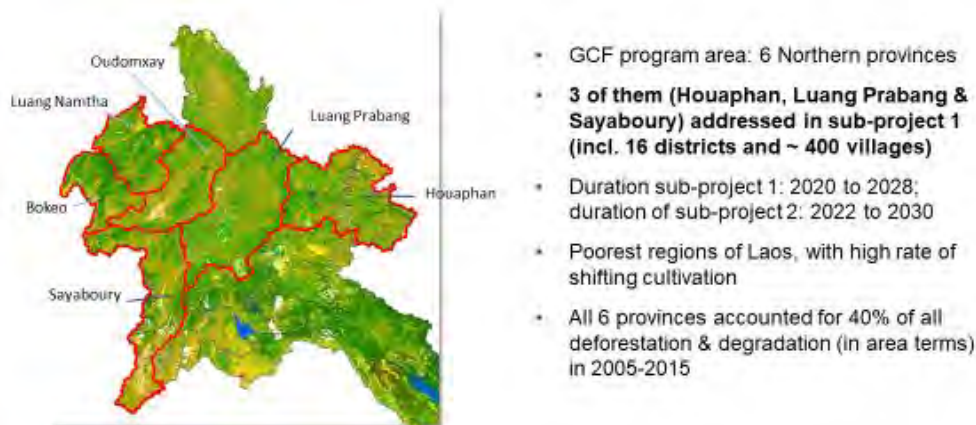 Oudomxay
Luang Namtha
Luang Prabang
Bokeo
Houaphan
Sayaboury
• GCF program area: 6 Northern provinces
• 3 of them (Houaphan, Luang Prabang &
Sayaboury) addressed in sub-project 1
(incl. 16 districts and ~ 400 villages)
• Duration sub-project 1: 2020 to 2028;
duration of sub-project 2: 2022 to 2030
• Poorest regions of Laos, with high rate of
shifting cultivation
• All 6 provinces accounted for 40% of all
deforestation & degradation (in area terms)
in 2005-2015